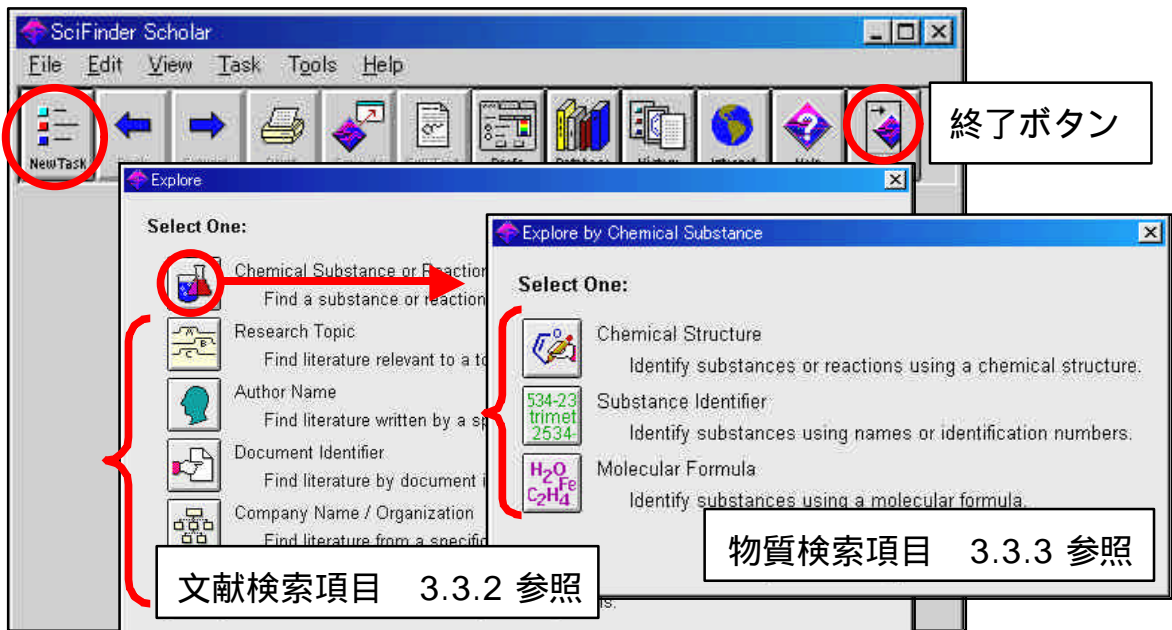 SciFinder Scholar
File Edit View Task Tools Help
NewTask
終了ボタン
Explore
Select One:
Chemical Substance or Reaction
Find a substance or reaction
Research Topic
Find literature relevant to a to
Author Name
Find literature written by a sp
Document Identifier
Find literature by document i
Company Name / Organization
Find literature from a specific
文献検索項目 3.3.2 参照
Explore by Chemical Substance
Select One:
Chemical Structure
Identify substances or reactions using a chemical structure.
534-23
trimet
2534-
Substance Identifier
Identify substances using names or identification numbers.
H2O
Fe
C2H4
Molecular Formula
Identify substances using a molecular formula.
物質検索項目 3.3.3 参照